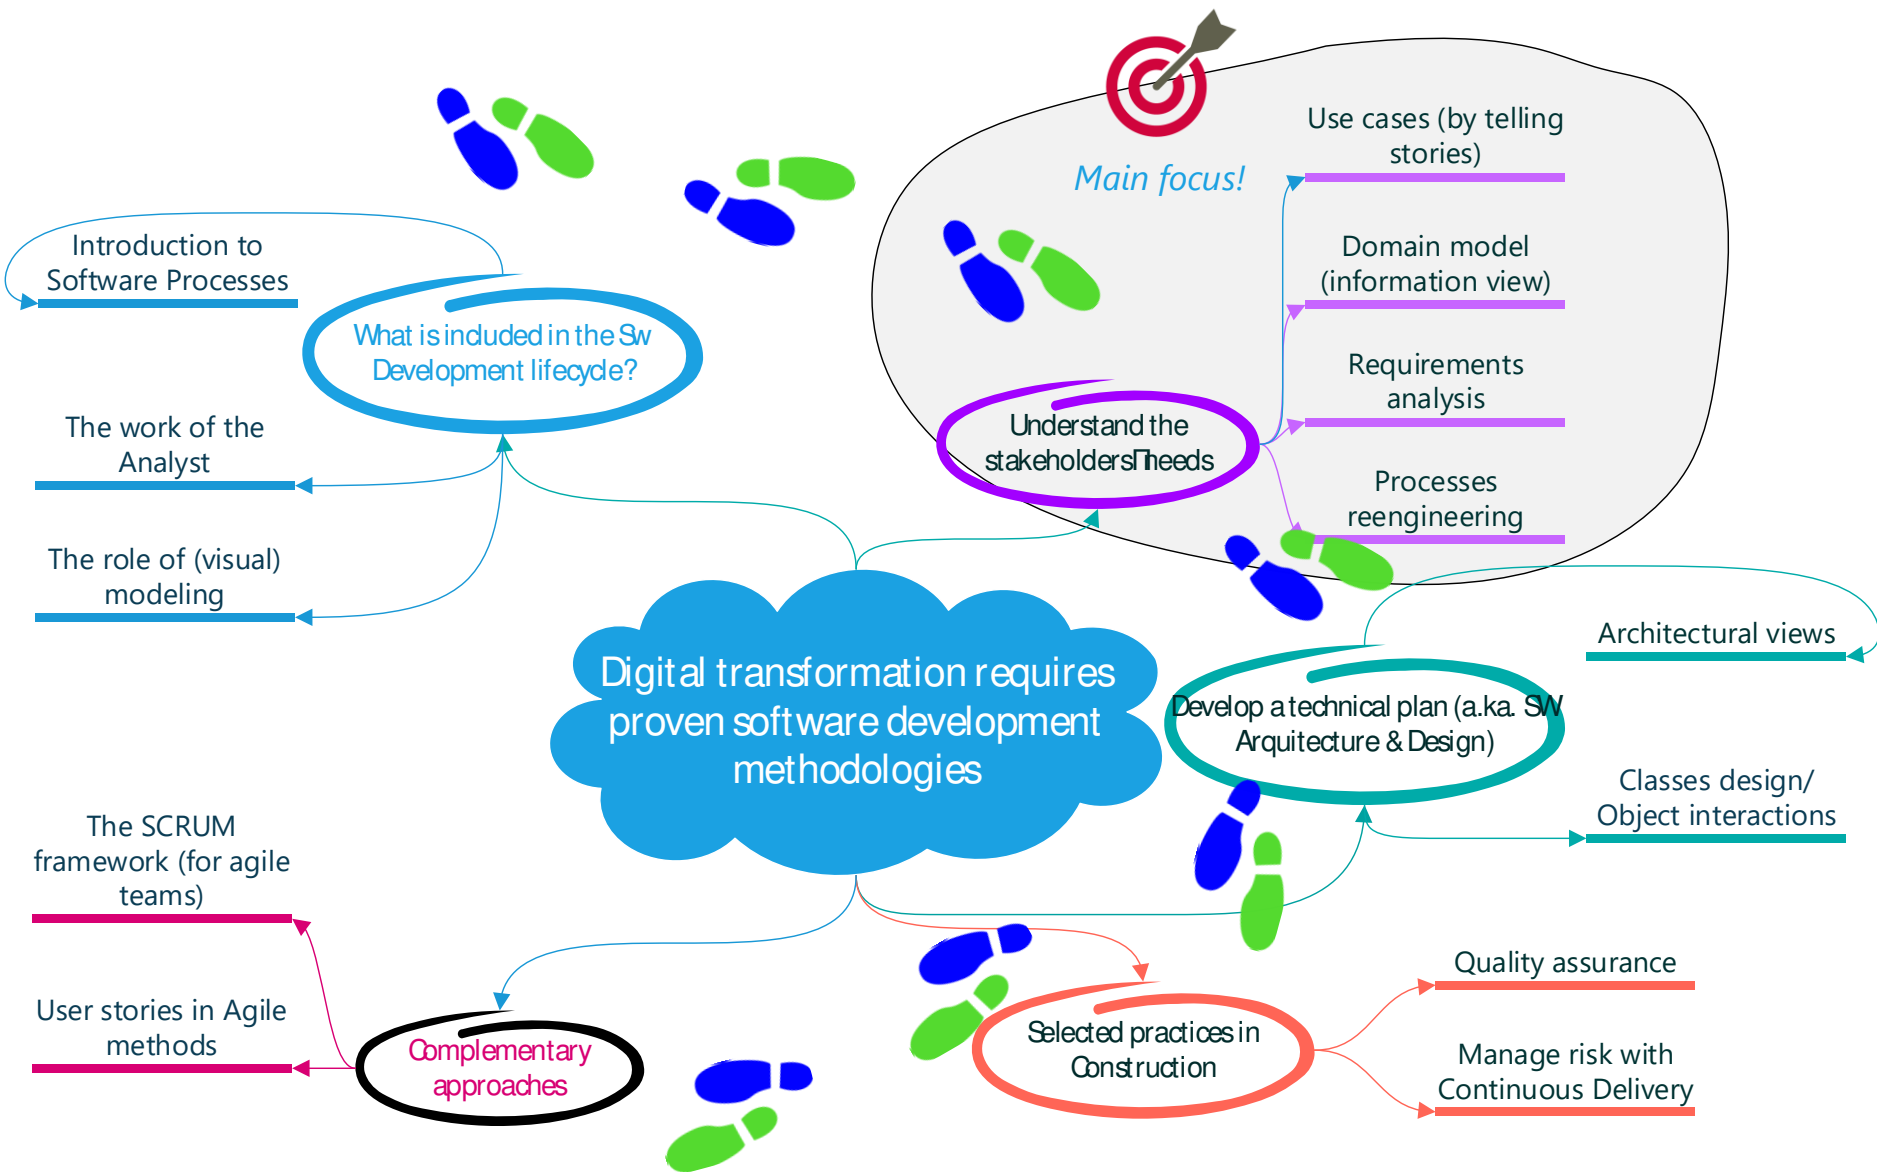 Main focus!
Use cases (by telling
stories)
Domain model
(information view)
Requirements
analysis
Processes
reengineering
Understand the
stakeholders needs
Introduction to
Software Processes
What is included in the Sw
Development lifecycle?
The work of the
Analyst
The role of (visual)
modeling
Digital transformation requires
proven software development
methodologies
Architectural views
Develop a technical plan (a.ka. SW
Arquitecture & Design)
Classes design/
Object interactions
The SCRUM
framework (for agile
teams)
User stories in Agile
methods
Complementary
approaches
Selected practices in
Construction
Quality assurance
Manage risk with
Continuous Delivery